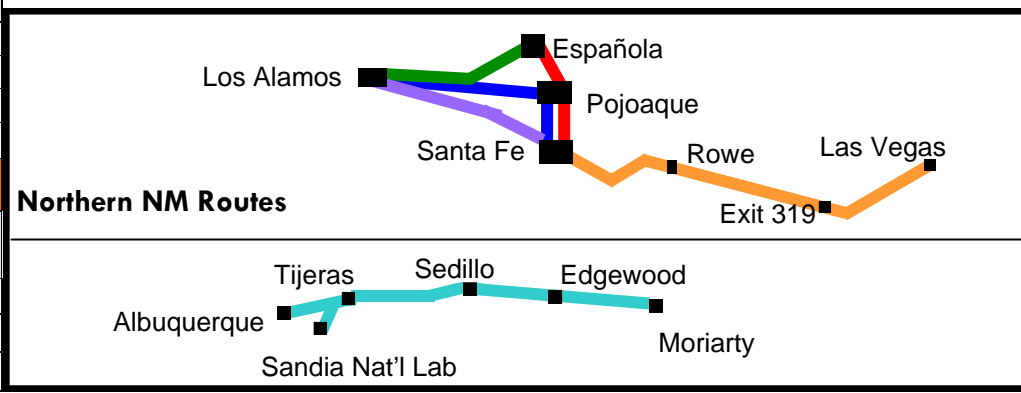 Española
Los Alamos
Pojoaque
Santa Fe
Rowe
Las Vegas
Northern NM Routes
Exit 319
Tijeras
Sedillo
Edgewood
Albuquerque
Moriarty
Sandia Nat’l Lab